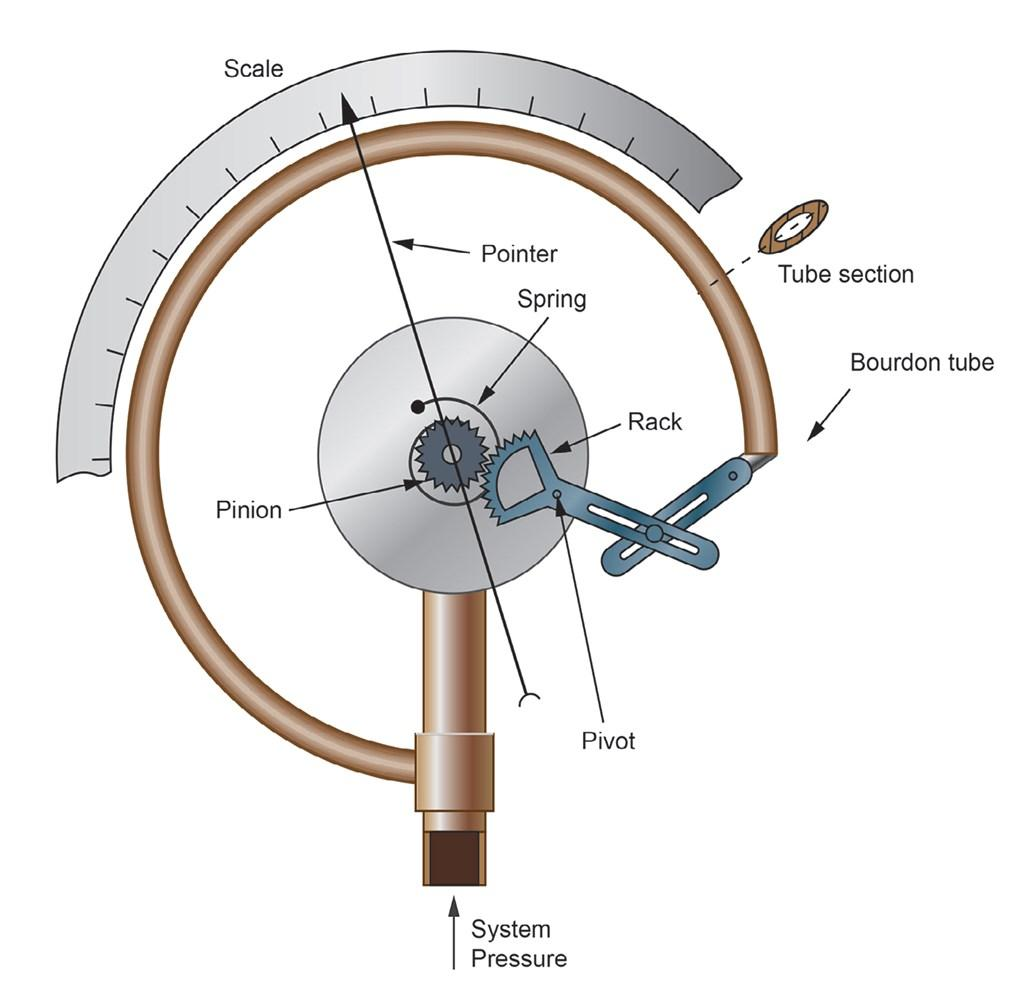 Scale
Pointer
Tube section
Spring
Bourdon tube
Rack
Pinion
Pivot
System
Pressure